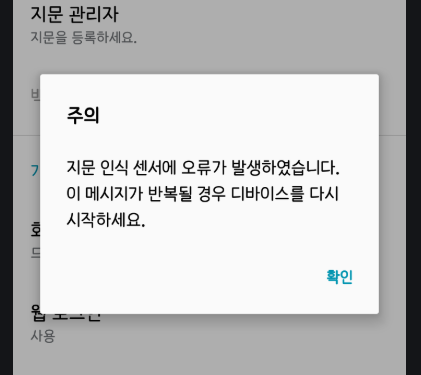 지문 관리자
지문을 등록하세요.
주의
지문 인식 센서에 오류가 발생하였습니다.
이 메시지가 반복될 경우 디바이스를 다시
시작하세요.
확인
사용